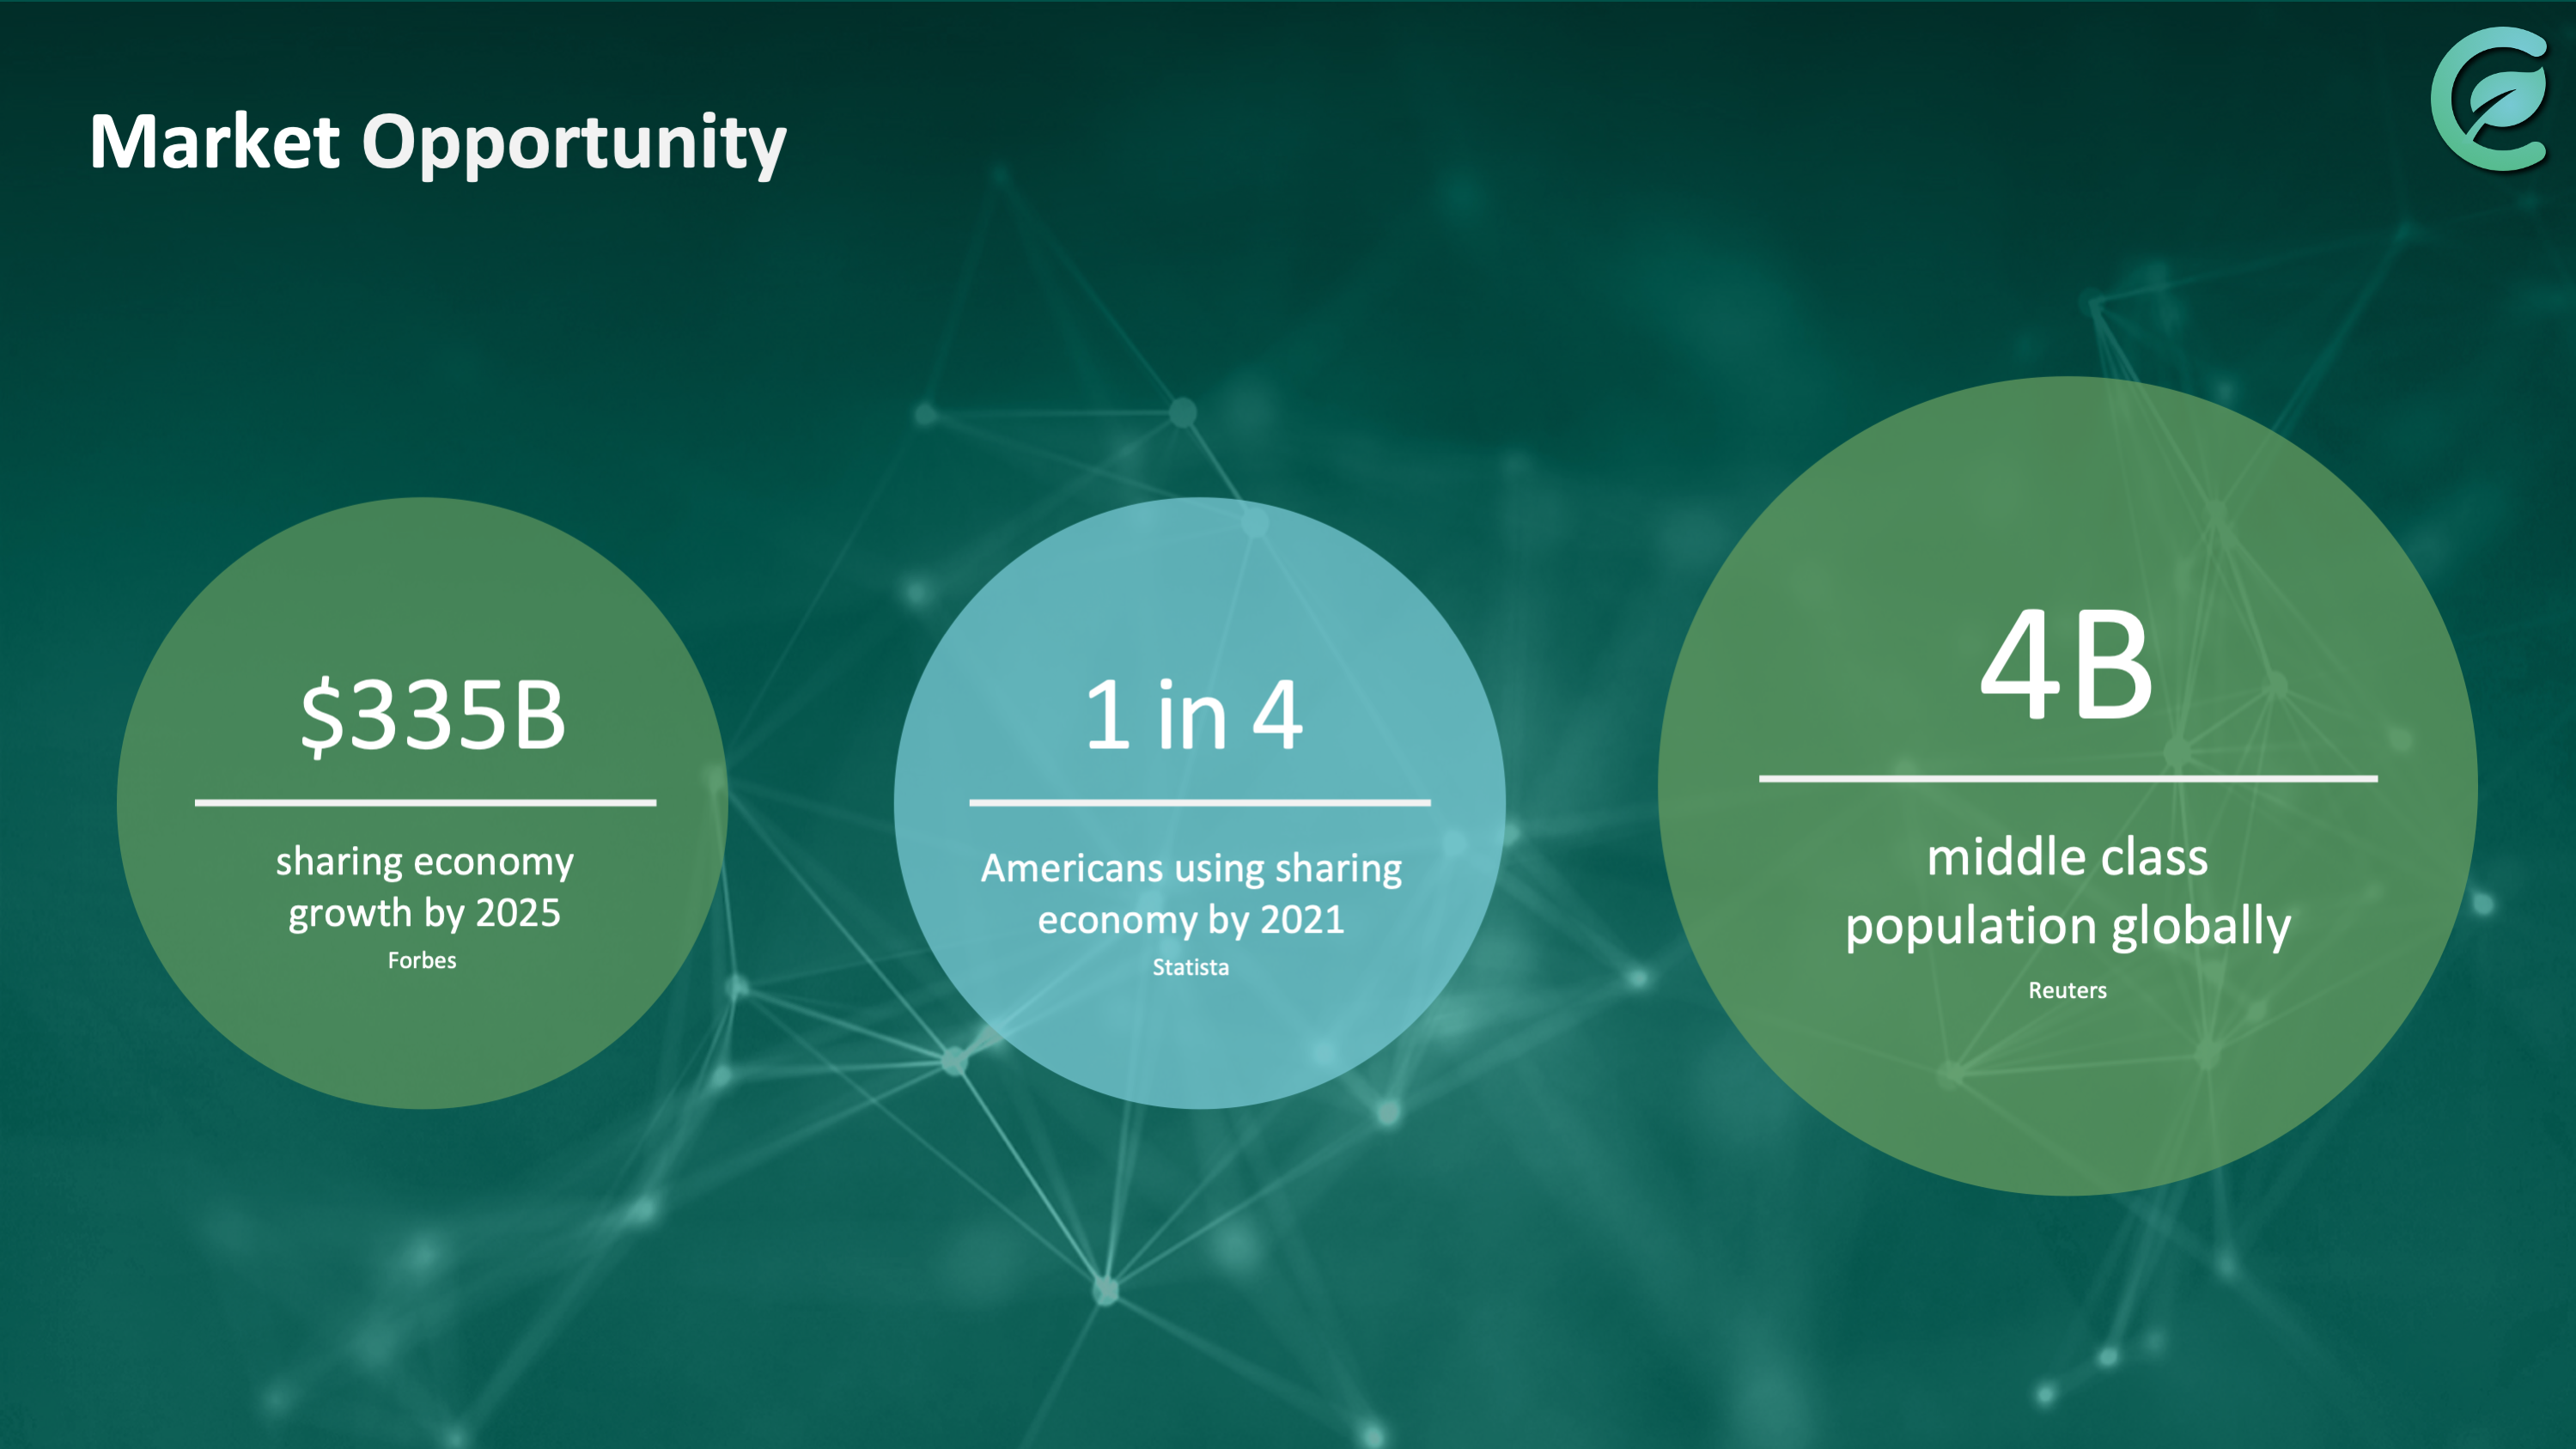 Market Opportunity
$335B
sharing economy
growth by 2025
Forbes
1 in 4
Americans using sharing
economy by 2021
Statista
4B
middle class
population globally
Reuters